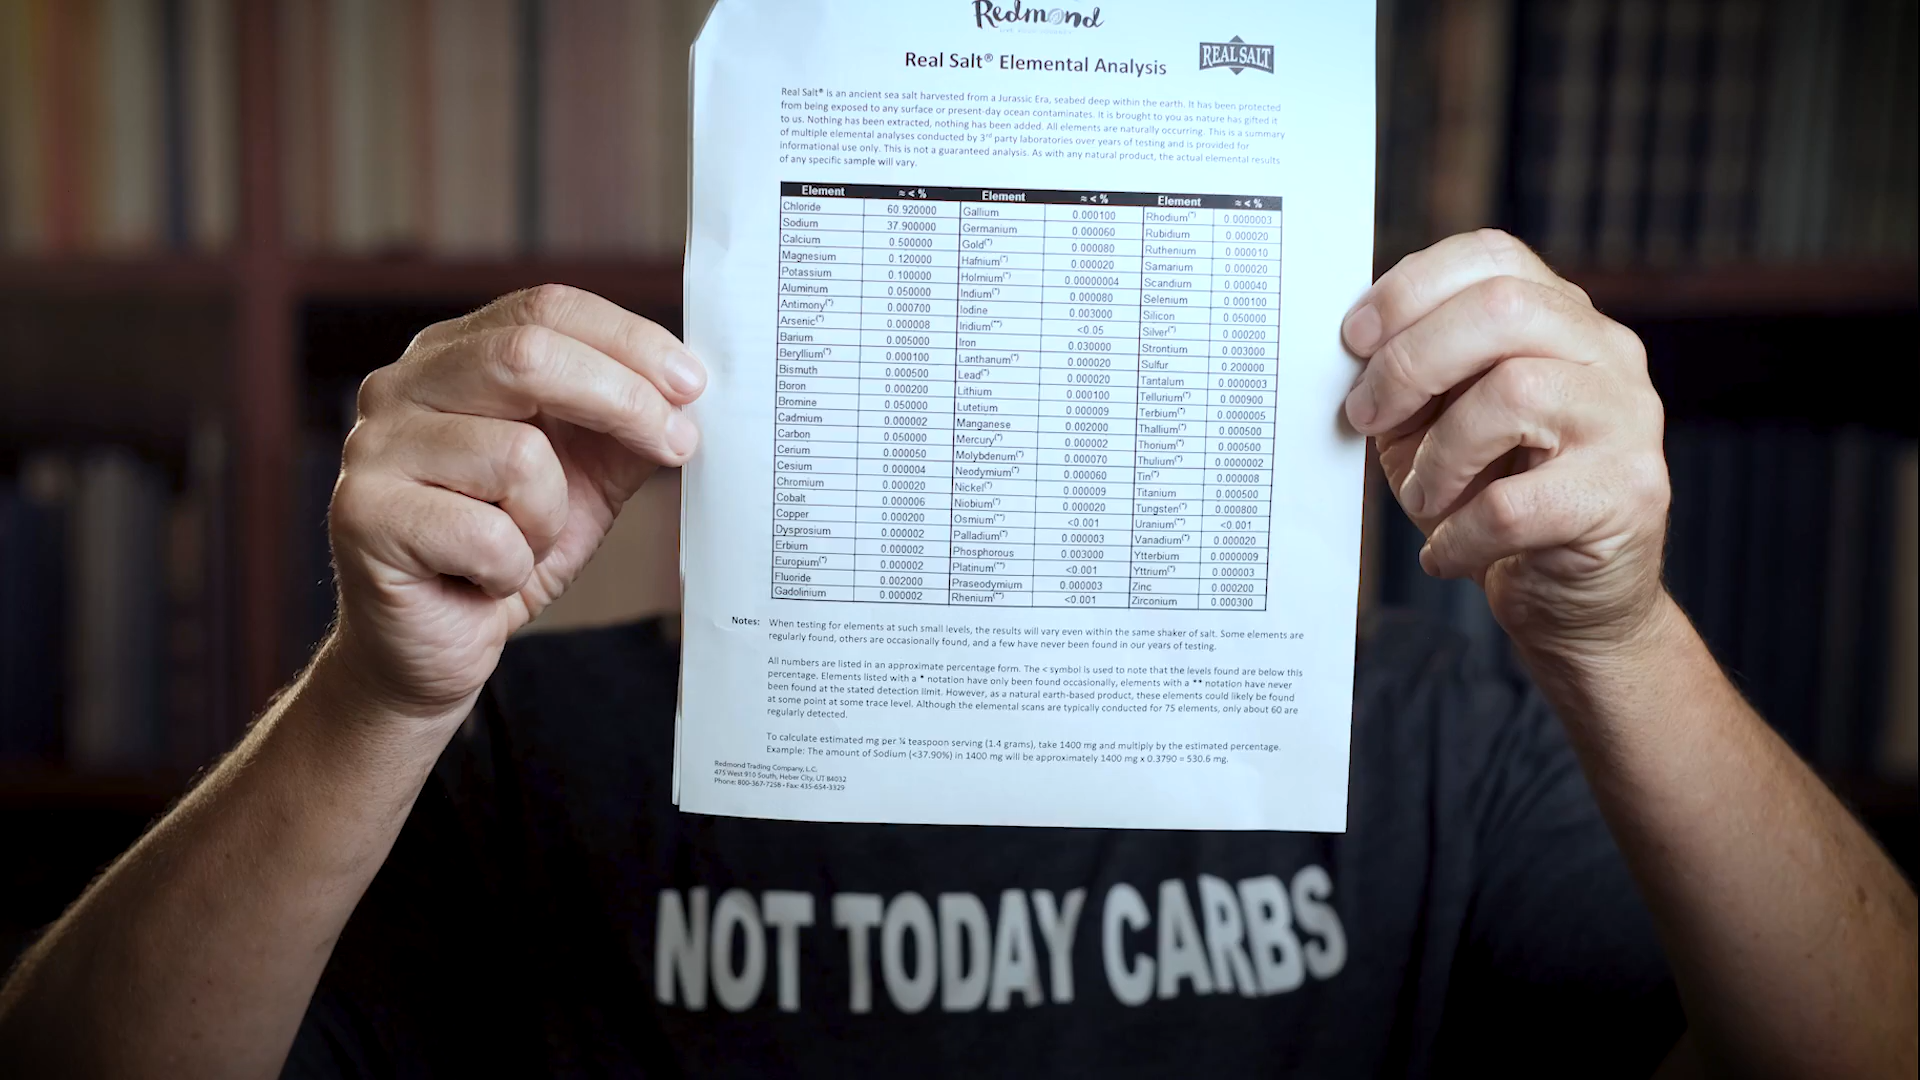 Redmond
REAL SALT
Real Salt® Elemental Analysis
Real Salt® is an ancient sea salt harvested from a Jurassic Era, seabed deep within the earth. It has been protected
from being exposed to any surface or present-day ocean contaminates. It is brought to you as nature has gifted it
to us. Nothing has been extracted, nothing has been added. All elements are naturally occurring. This is a summary
of multiple elemental analyses conducted by 3rd party laboratories over years of testing and is provided for
informational use only. This is not a guaranteed analysis. As with any natural product, the actual elemental results
of any specific sample will vary.
Element ≈ < % Element ≈ < % Element ≈ < %
Chloride 60.920000 Gallium 0.000100 Rhodium(*) 0.0000003
Sodium 37.900000 Germanium 0.000060 Rubidium 0.000020
Calcium 0.500000 Gold(*) 0.000080 Ruthenium 0.000010
Magnesium 0.120000 Hafnium(*) 0.000020 Samarium 0.000020
Potassium 0.100000 Holmium(*) 0.00000004 Scandium 0.000040
Aluminum 0.050000 Indium(*) 0.000080 Selenium 0.000100
Antimony(*) 0.000700 Iodine 0.003000 Silicon 0.050000
Arsenic(*) 0.000008 Iridium(**) <0.05 Silver(*) 0.000200
Barium 0.005000 Iron 0.030000 Strontium 0.003000
Beryllium(*) 0.000100 Lanthanum(*) 0.000020 Sulfur 0.200000
Bismuth 0.000500 Lead(*) 0.000020 Tantalum 0.0000003
Boron 0.000200 Lithium 0.000100 Tellurium(*) 0.000900
Bromine 0.050000 Lutetium 0.000009 Terbium(*) 0.0000005
Cadmium 0.000002 Manganese 0.002000 Thallium(*) 0.000500
Carbon 0.050000 Mercury(*) 0.000002 Thorium(*) 0.000500
Cerium 0.000050 Molybdenum(*) 0.000070 Thulium(*) 0.0000002
Cesium 0.000004 Neodymium(*) 0.000060 Tin(*) 0.000008
Chromium 0.000020 Nickel(*) 0.000009 Titanium 0.000500
Cobalt 0.000006 Niobium(*) 0.000020 Tungsten(*) 0.000800
Copper 0.000200 Osmium(**) <0.001 Uranium(**) <0.001
Dysprosium 0.000002 Palladium(*) 0.000003 Vanadium(*) 0.000020
Erbium 0.000002 Phosphorous 0.003000 Ytterbium 0.0000009
Europium(*) 0.000002 Platinum(**) <0.001 Yttrium(*) 0.000003
Fluoride 0.002000 Praseodymium 0.000003 Zinc 0.000200
Gadolinium 0.000002 Rhenium(**) <0.001 Zirconium 0.000300
Notes: When testing for elements at such small levels, the results will vary even within the same shaker of salt. Some elements are
regularly found, others are occasionally found, and a few have never been found in our years of testing.
All numbers are listed in an approximate percentage form. The < symbol is used to note that the levels found are below this
percentage. Elements listed with a * notation have only been found occasionally, elements with a ** notation have never
been found at the stated detection limit. However, as a natural earth-based product, these elements could likely be found
at some point at some trace level. Although the elemental scans are typically conducted for 75 elements, only about 60 are
regularly detected.
To calculate estimated mg per ¼ teaspoon serving (1.4 grams), take 1400 mg and multiply by the estimated percentage.
Example: The amount of Sodium (<37.90%) in 1400 mg will be approximately 1400 mg x 0.3790 = 530.6 mg.
Redmond Trading Company, L.C.
475 West 910 South, Heber City, UT 84032
Phone: 800-367-7258 - Fax: 435-654-3329
NOT TODAY CARBS